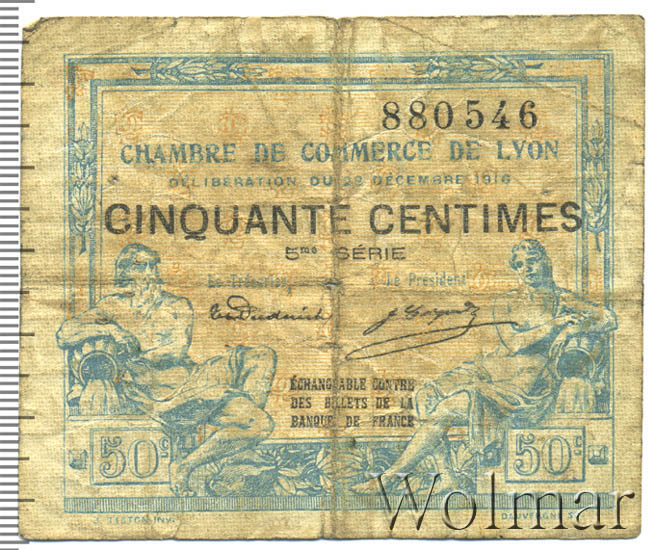 880546
CHAMBRE DE COMMERCE DE LYON
DÉLIBÉRATION DU 28 DÉCEMBRE 1916
CINQUANTE CENTIMES
5me SÉRIE
Le Trésorier, Le Président
ÉCHANGEABLE CONTRE
DES BILLETS DE LA
BANQUE DE FRANCE
50c 50c
Wolmar